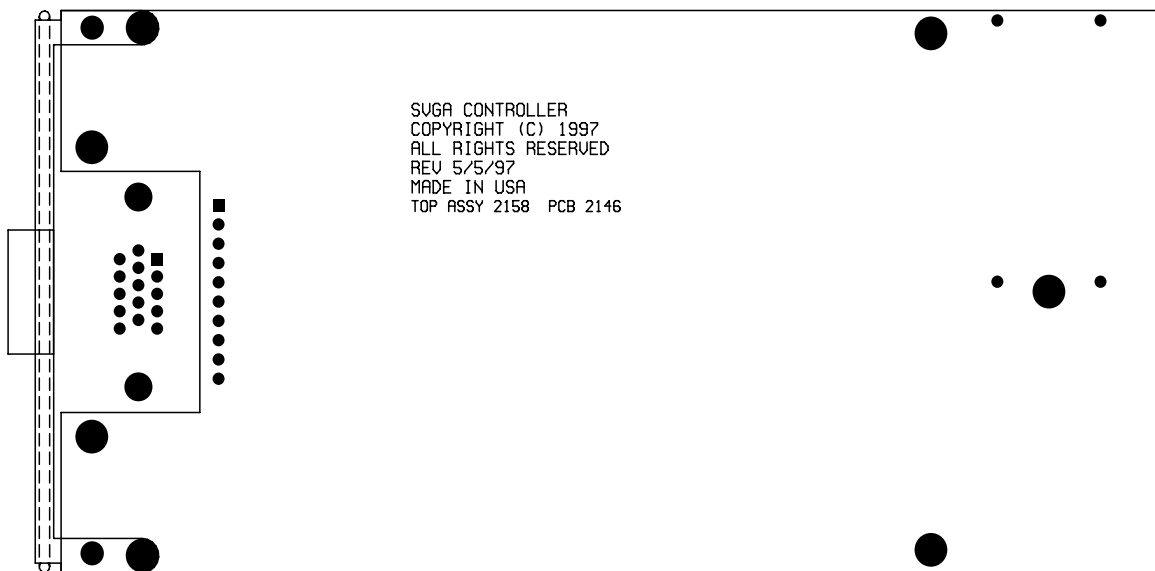 SVGA CONTROLLER
COPYRIGHT (C) 1997
ALL RIGHTS RESERVED
REV 5/5/97
MADE IN USA
TOP ASSY 2158 PCB 2146